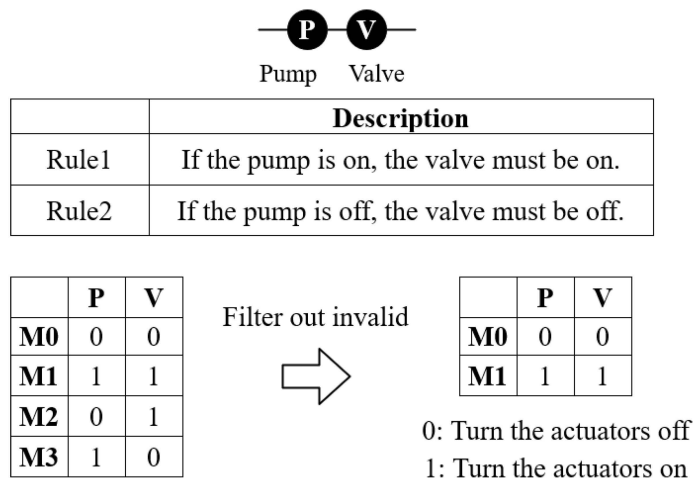 P V
Pump Valve
Description
Rule1 If the pump is on, the valve must be on.
Rule2 If the pump is off, the valve must be off.
P V
M0 0 0
M1 1 1
M2 0 1
M3 1 0
Filter out invalid
P V
M0 0 0
M1 1 1
0: Turn the actuators off
1: Turn the actuators on